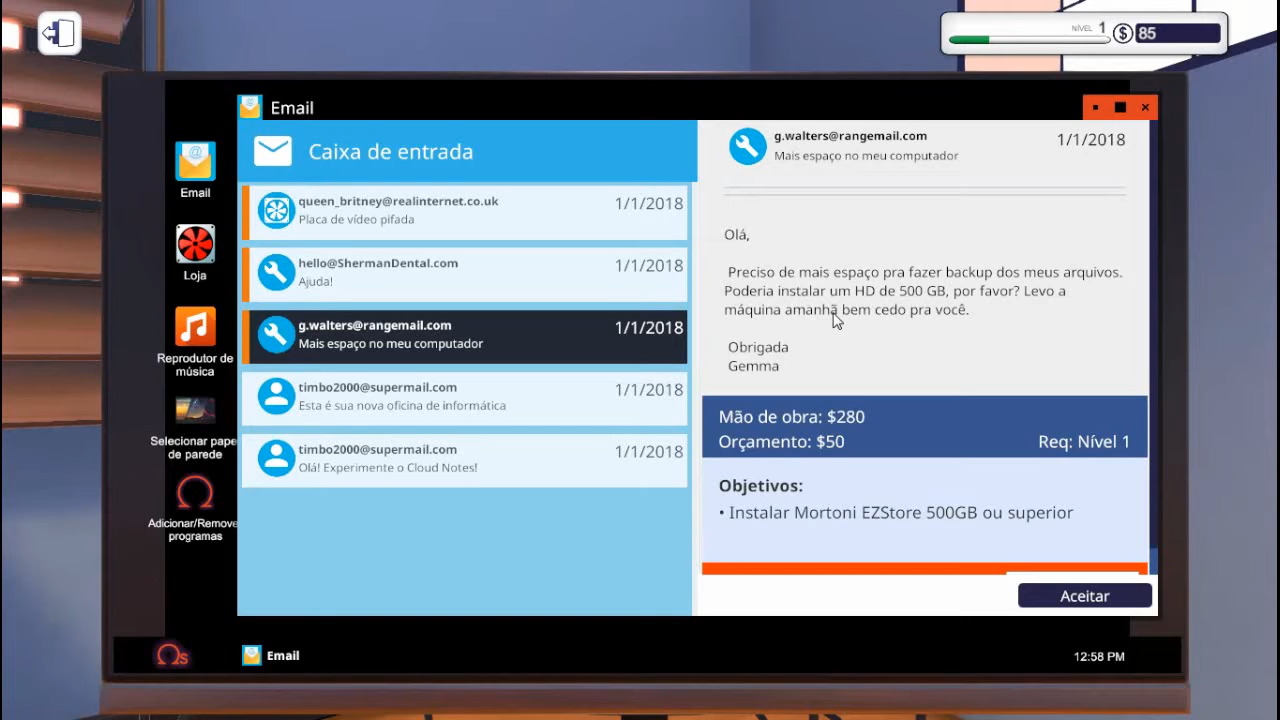 NÍVEL 1 $ 85
Email
Email
Loja
Reprodutor de
música
Selecionar pape
de parede
Adicionar/Remove
programas
Caixa de entrada
queen_britney@realinternet.co.uk 1/1/2018
Placa de vídeo pifada
hello@ShermanDental.com 1/1/2018
Ajuda!
g.walters@rangemail.com 1/1/2018
Mais espaço no meu computador
timbo2000@supermail.com 1/1/2018
Esta é sua nova oficina de informática
timbo2000@supermail.com 1/1/2018
Olá! Experimente o Cloud Notes!
g.walters@rangemail.com 1/1/2018
Mais espaço no meu computador
Olá,
Preciso de mais espaço pra fazer backup dos meus arquivos.
Poderia instalar um HD de 500 GB, por favor? Levo a
máquina amanhã bem cedo pra você.
Obrigada
Gemma
Mão de obra: $280
Orçamento: $50 Req: Nível 1
Objetivos:
• Instalar Mortoni EZStore 500GB ou superior
Aceitar
Ωs Email 12:58 PM